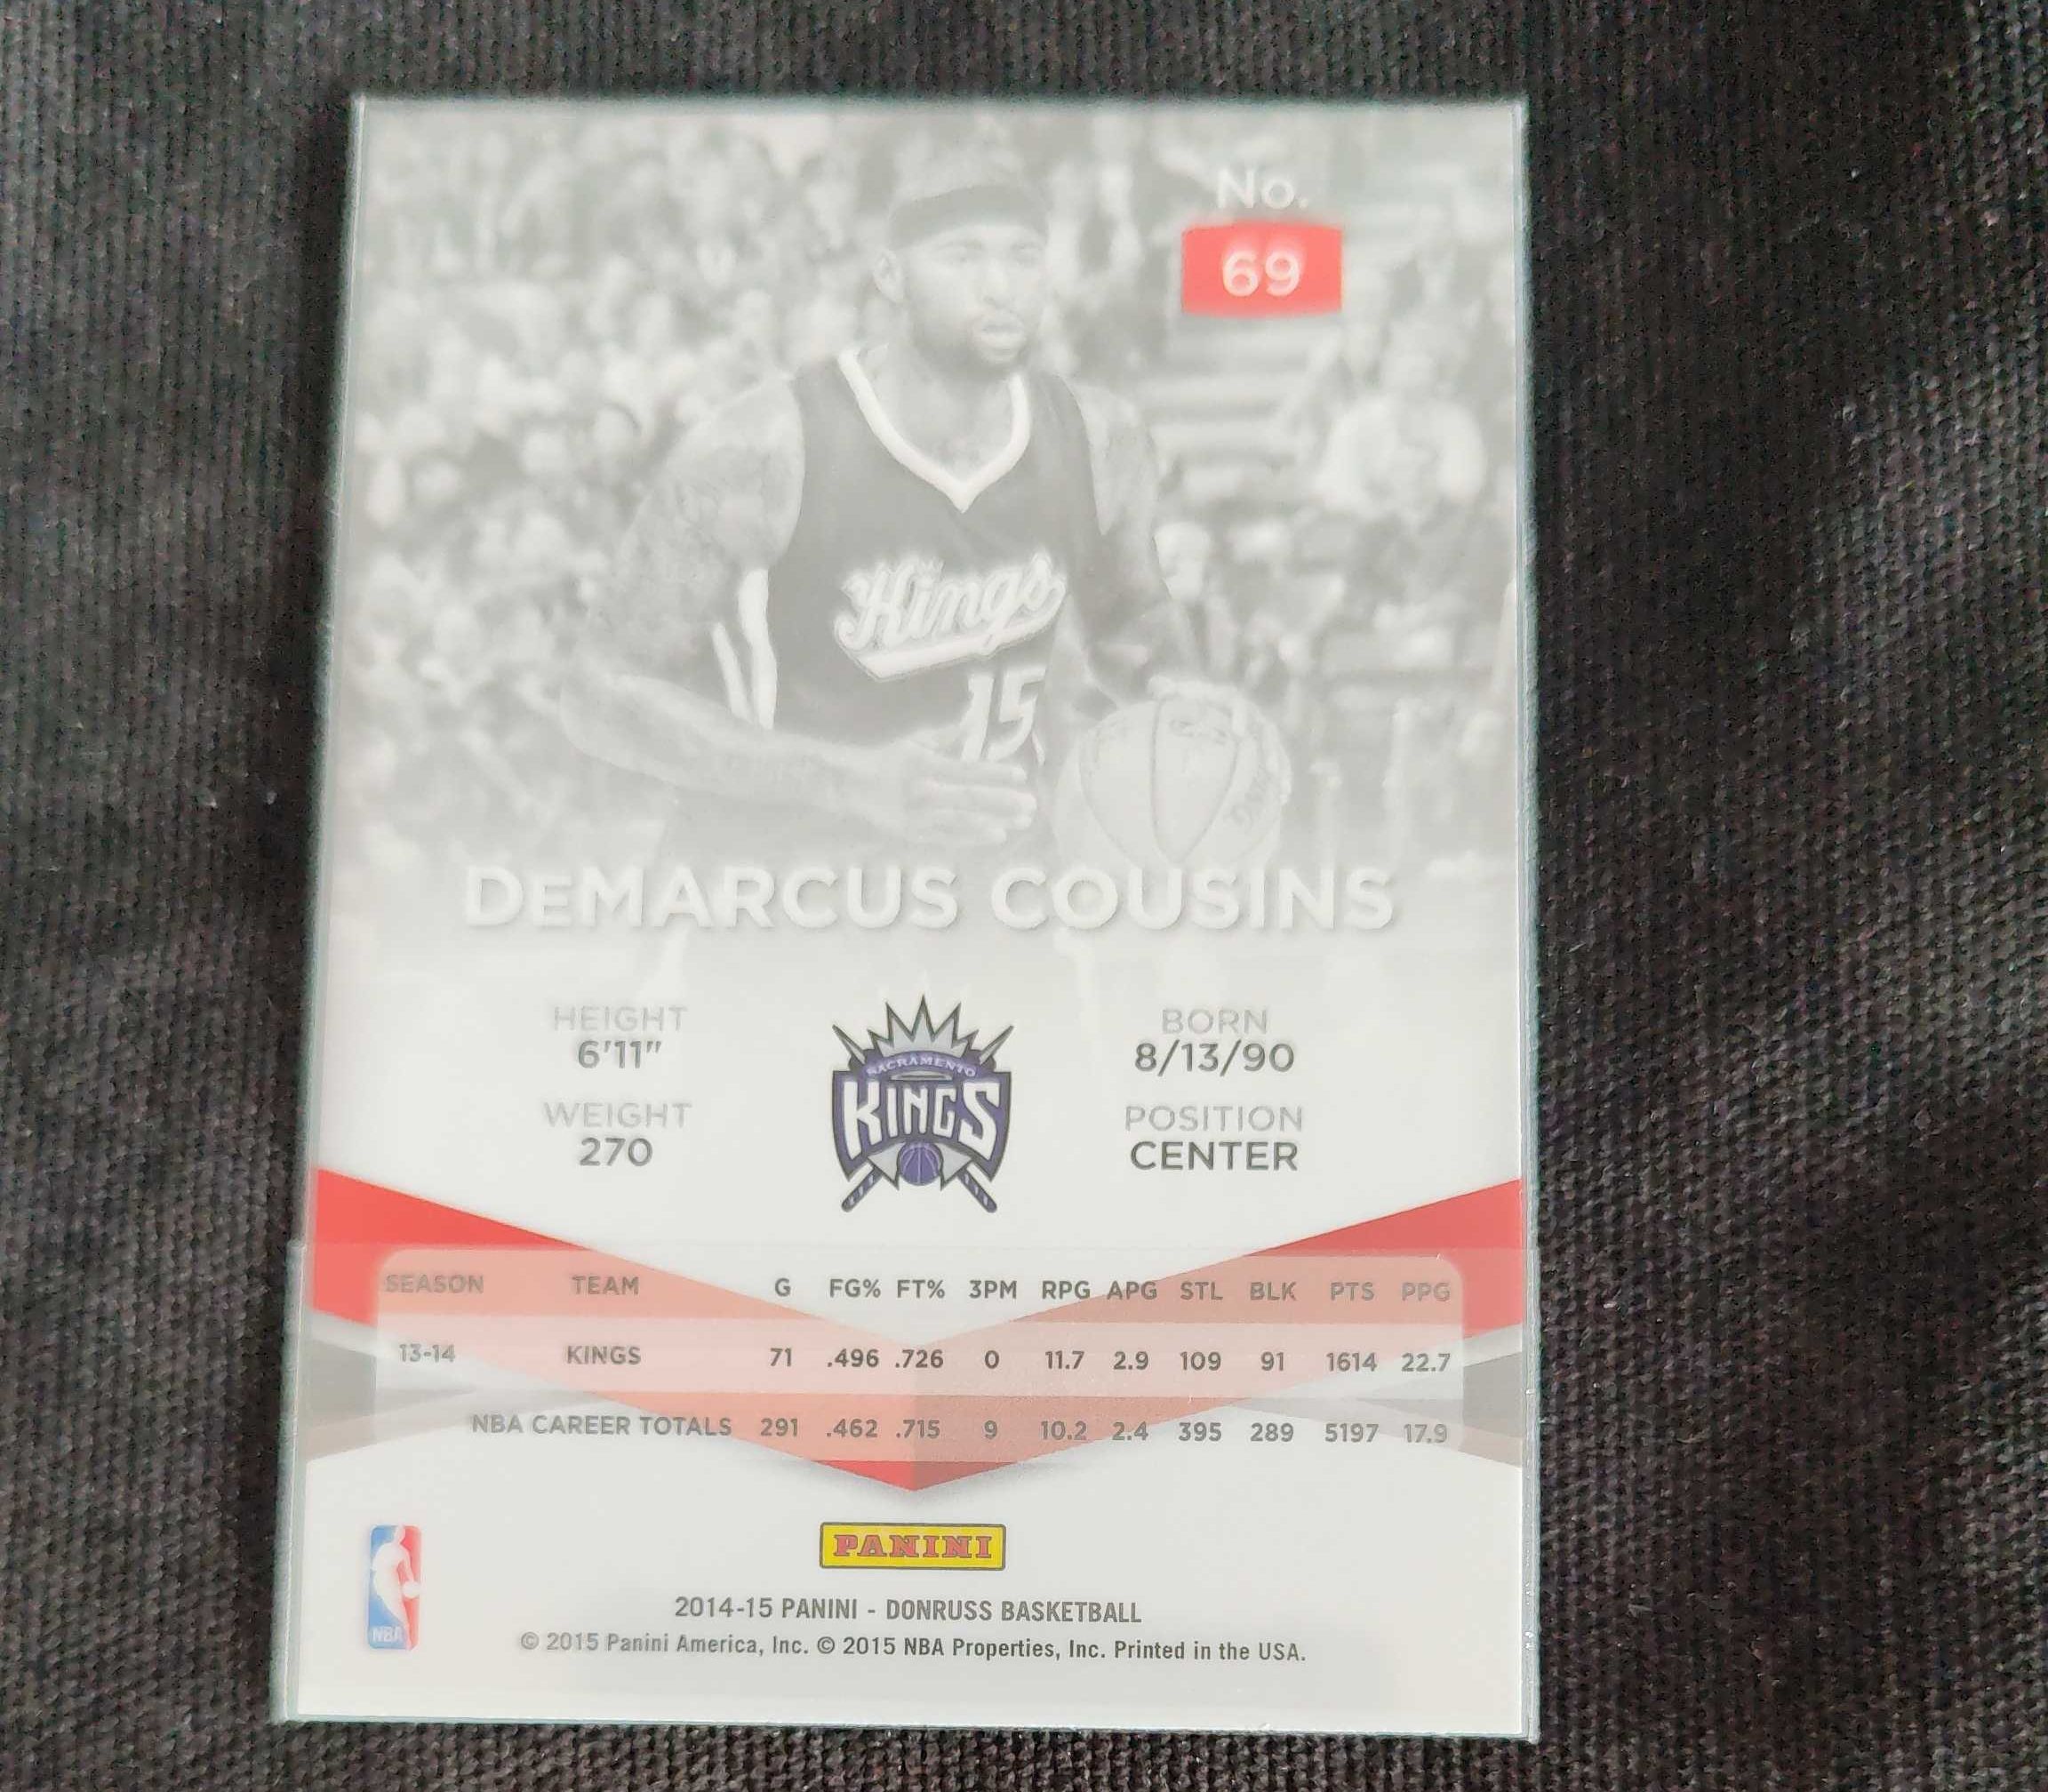 No.
69
Kings
15
DeMARCUS COUSINS
HEIGHT
6'11"
WEIGHT
270
SACRAMENTO
KINGS
BORN
8/13/90
POSITION
CENTER
SEASON TEAM G FG% FT% 3PM RPG APG STL BLK PTS PPG
13-14 KINGS 71 .496 .726 0 11.7 2.9 109 91 1614 22.7
NBA CAREER TOTALS 291 .462 .715 9 10.2 2.4 395 289 5197 17.9
NBA
PANINI
2014-15 PANINI - DONRUSS BASKETBALL
© 2015 Panini America, Inc. © 2015 NBA Properties, Inc. Printed in the USA.